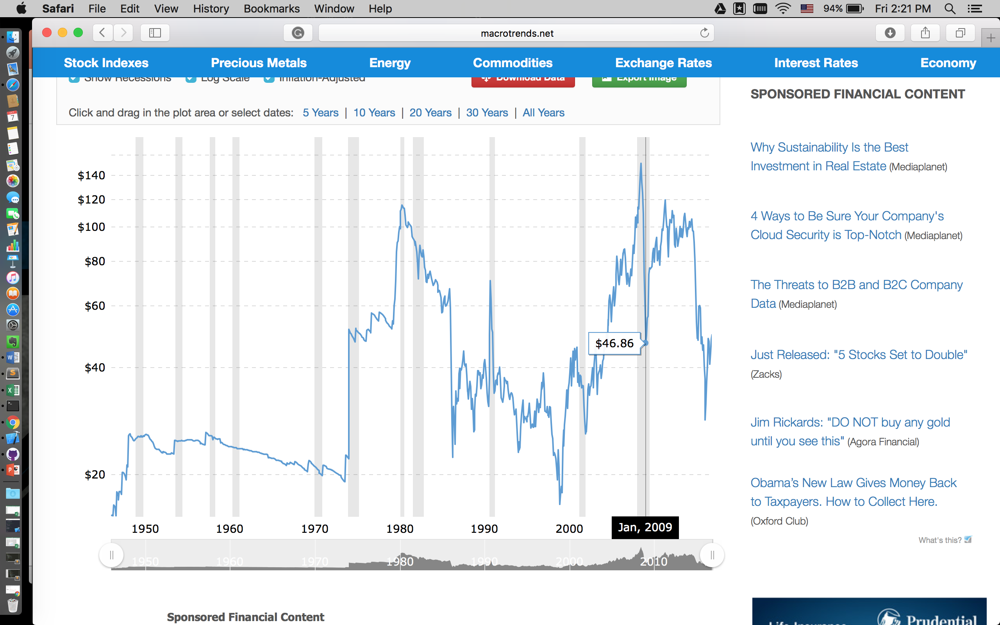 Safari File Edit View History Bookmarks Window Help 94% Fri 2:21 PM
macrotrends.net
Stock Indexes Precious Metals Energy Commodities Exchange Rates Interest Rates Economy
Show Recessions Log Scale Inflation-Adjusted Download Data Export Image
Click and drag in the plot area or select dates: 5 Years | 10 Years | 20 Years | 30 Years | All Years
$140
$120
$100
$80
$60
$40
$20
$46.86
1950 1960 1970 1980 1990 2000 Jan, 2009
1950 1960 1970 1980 1990 2000 2010
Sponsored Financial Content
SPONSORED FINANCIAL CONTENT
Why Sustainability Is the Best
Investment in Real Estate (Mediaplanet)
4 Ways to Be Sure Your Company's
Cloud Security is Top-Notch (Mediaplanet)
The Threats to B2B and B2C Company
Data (Mediaplanet)
Just Released: "5 Stocks Set to Double"
(Zacks)
Jim Rickards: "DO NOT buy any gold
until you see this" (Agora Financial)
Obama’s New Law Gives Money Back
to Taxpayers. How to Collect Here.
(Oxford Club)
What's this?
Prudential
OCT
7